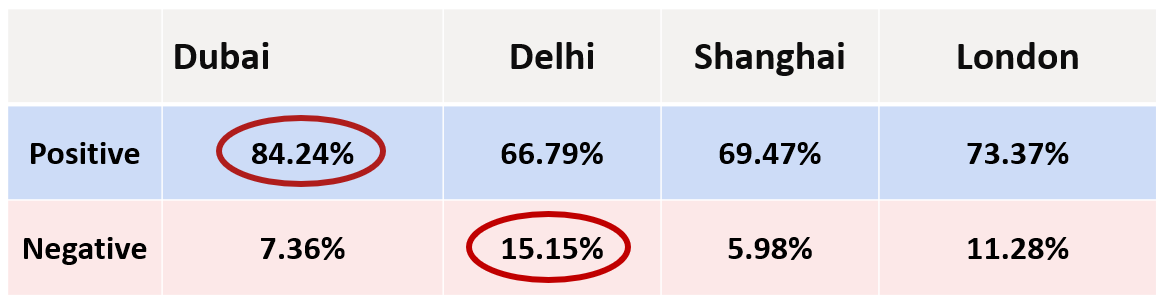 Dubai Delhi Shanghai London
Positive 84.24% 66.79% 69.47% 73.37%
Negative 7.36% 15.15% 5.98% 11.28%